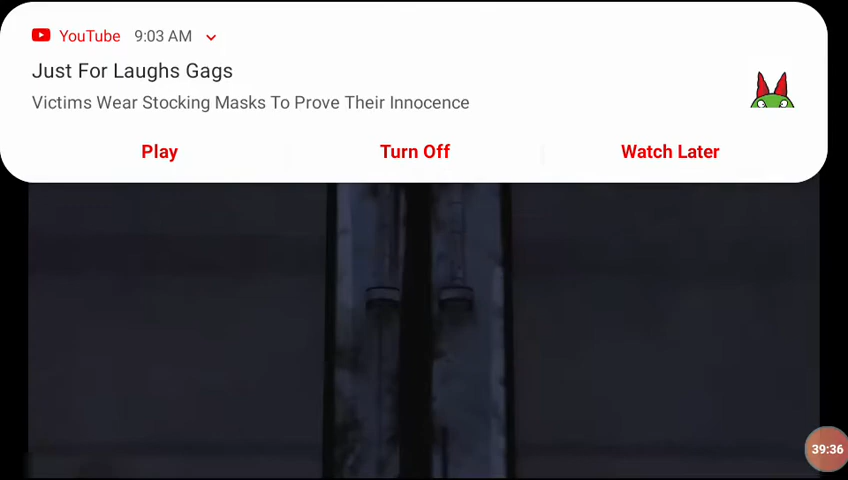 YouTube 9:03 AM
Just For Laughs Gags
Victims Wear Stocking Masks To Prove Their Innocence
Play Turn Off Watch Later
39:36